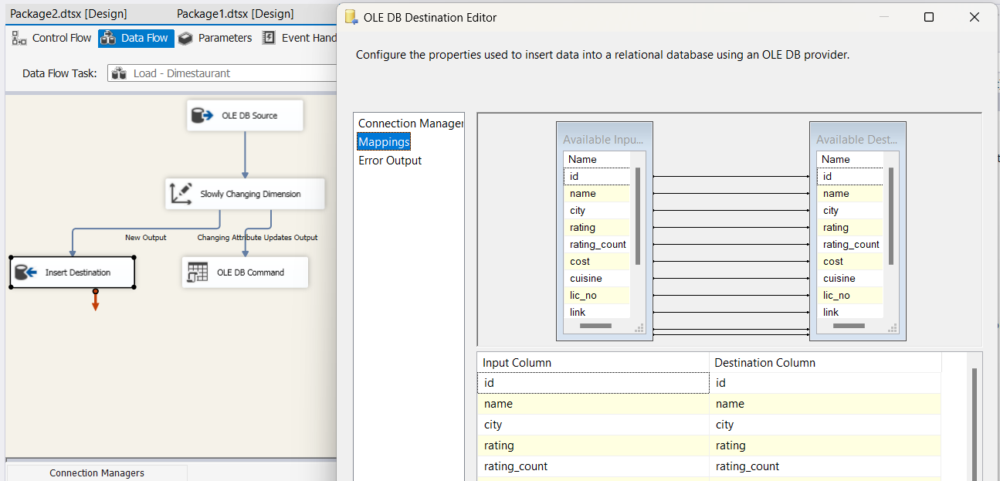 Package2.dtsx [Design]
Package1.dtsx [Design]
Control Flow
Data Flow
Parameters
Event Hand
Data Flow Task:
Load - Dimestaurant
OLE DB Source
Slowly Changing Dimension
New Output
Changing Attribute Updates Output
Insert Destination
OLE DB Command
Connection Managers
OLE DB Destination Editor
Configure the properties used to insert data into a relational database using an OLE DB provider.
Connection Manager
Mappings
Error Output
Available Inpu...
Name
id
name
city
rating
rating_count
cost
cuisine
lic_no
link
Available Dest...
Name
id
name
city
rating
rating_count
cost
cuisine
lic_no
link
Input Column
Destination Column
id
id
name
name
city
city
rating
rating
rating_count
rating_count